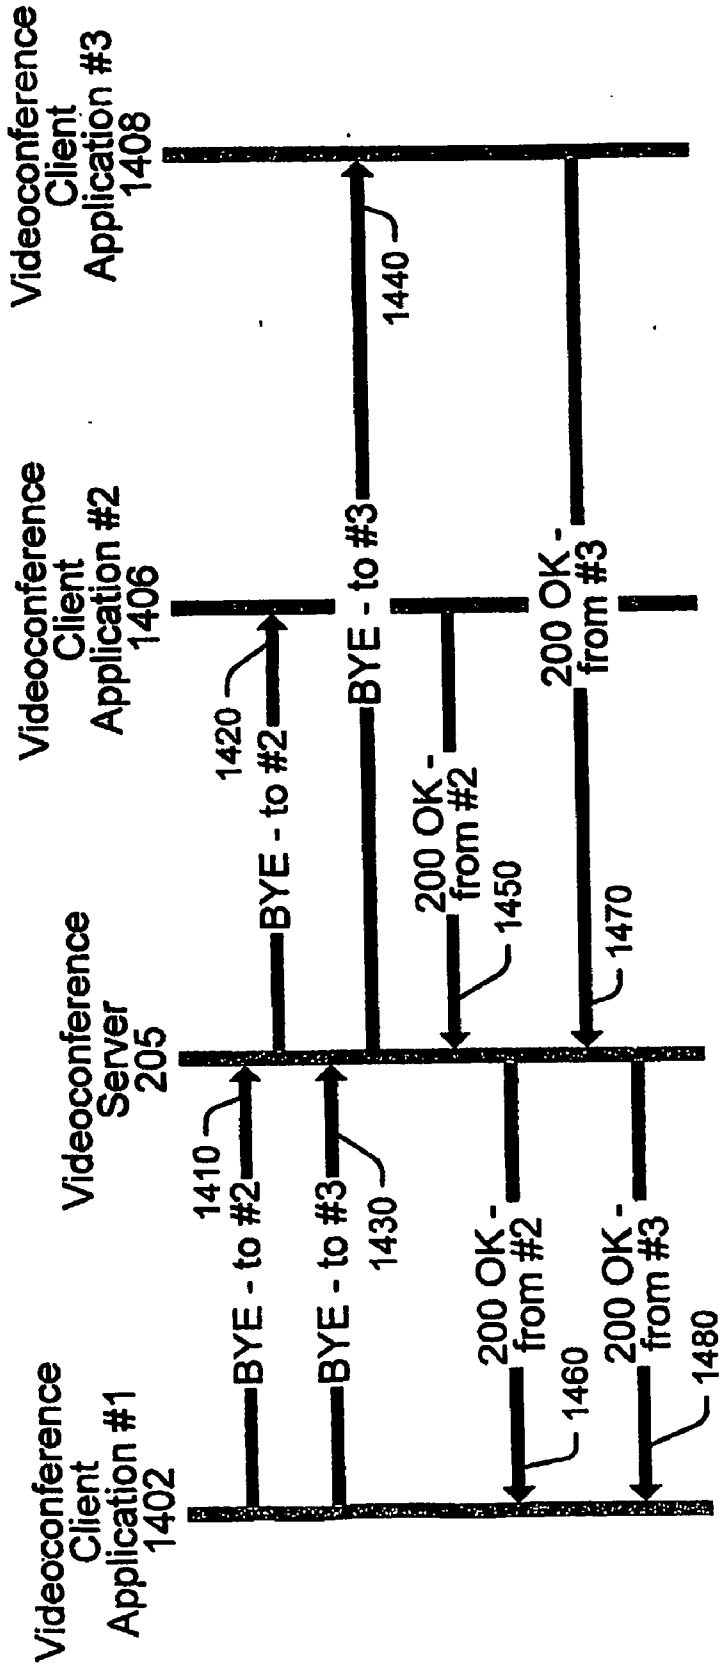 Videoconference
Client
Application #1
1402
Videoconference
Server
205
Videoconference
Client
Application #2
1406
Videoconference
Client
Application #3
1408
BYE - to #2
1410
BYE - to #2
1420
BYE - to #3
1430
BYE - to #3
1440
200 OK -
from #2
1450
200 OK -
from #2
1460
200 OK -
from #3
1470
200 OK -
from #3
1480